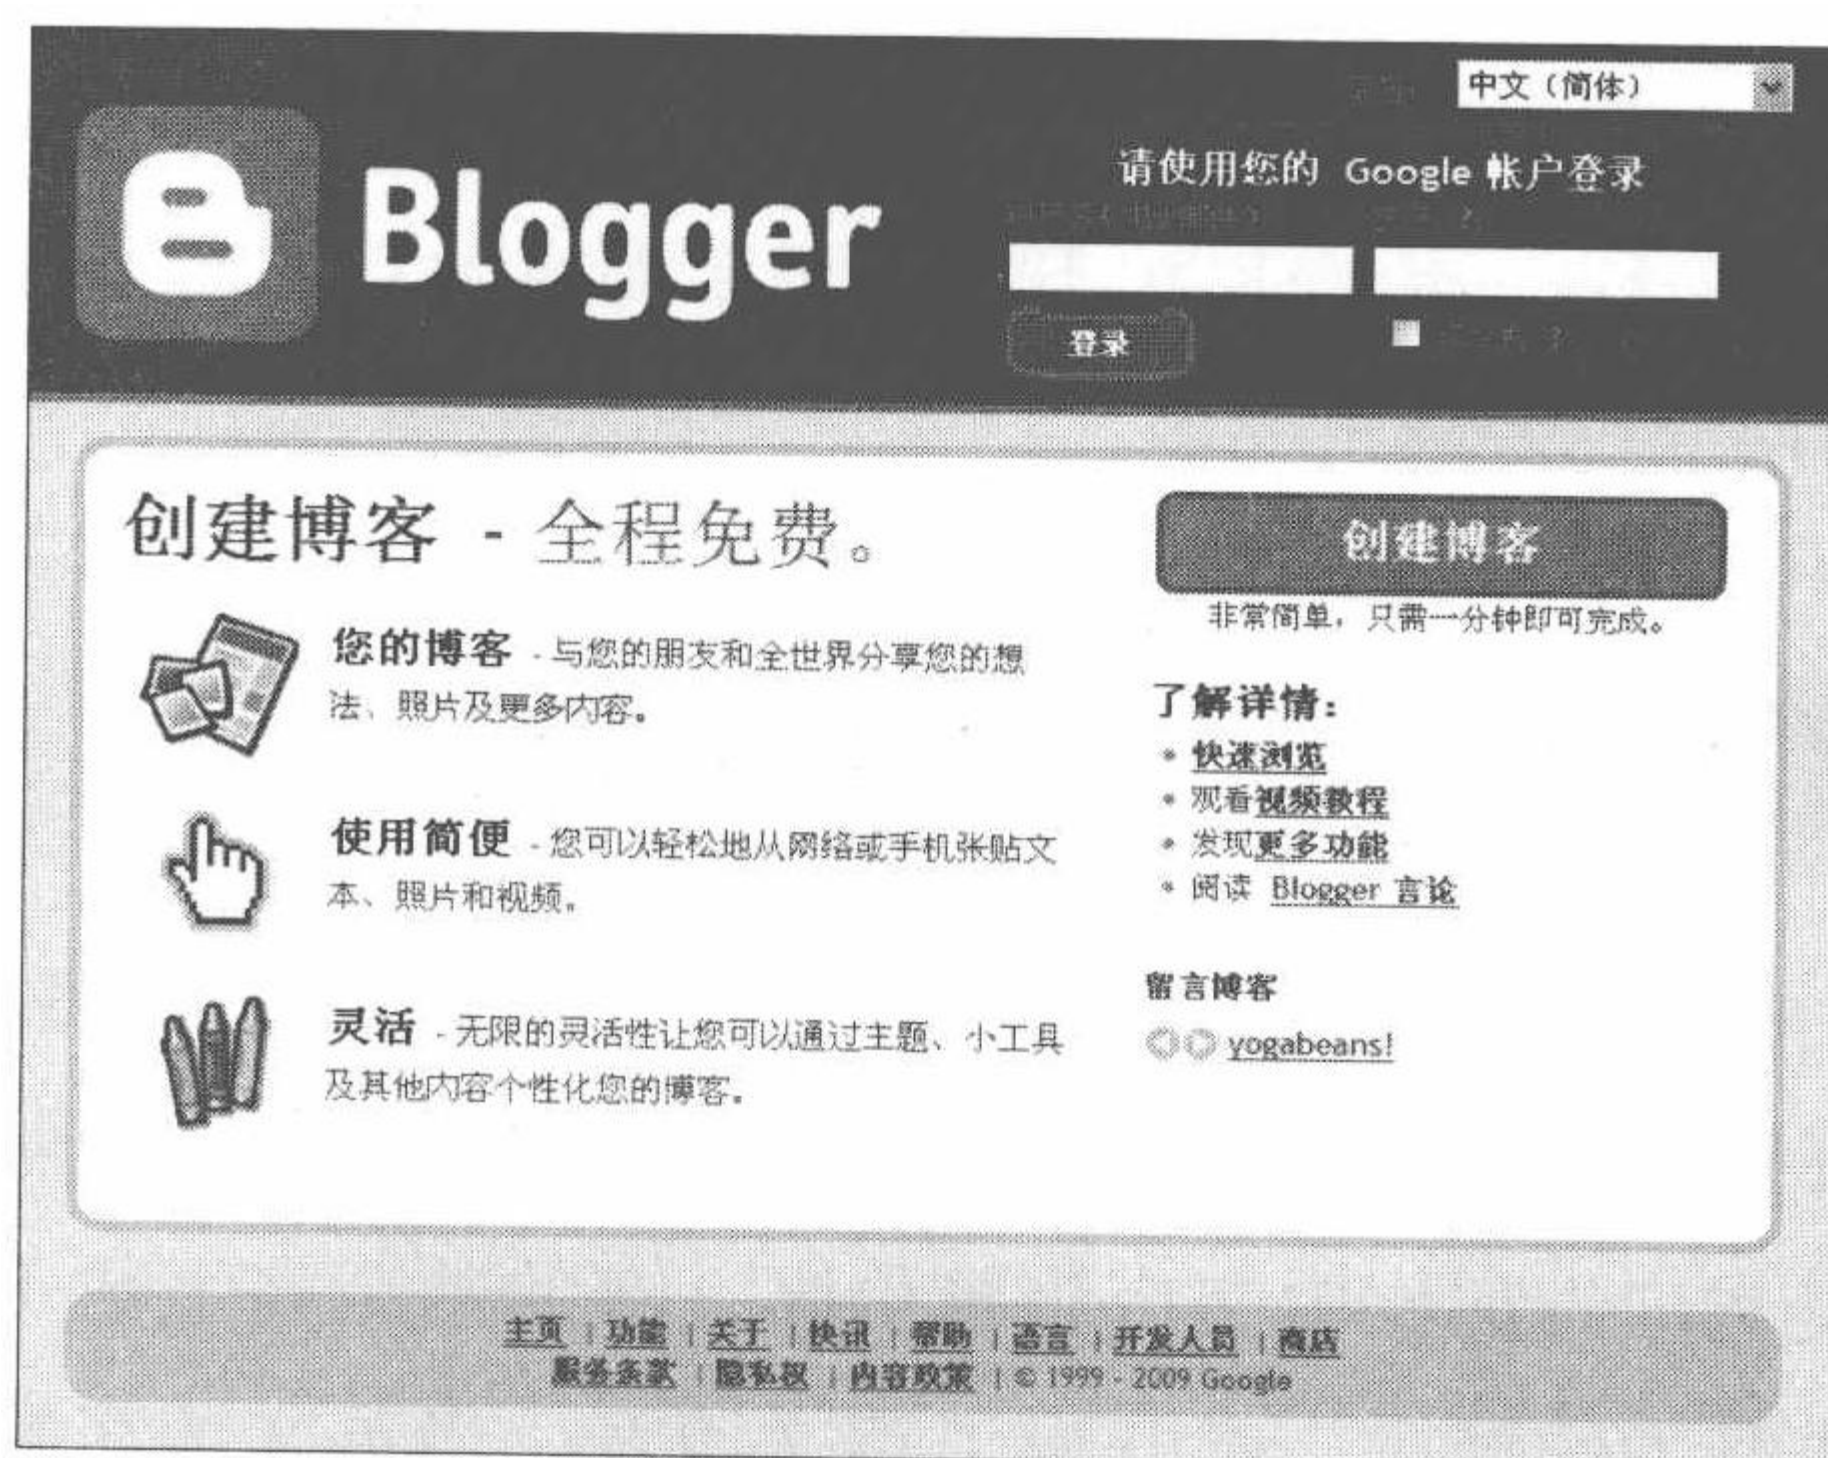 中文（简体）
Blogger
请使用您的 Google 帐户登录
登录
创建博客 - 全程免费。
您的博客 - 与您的朋友和全世界分享您的想
法、照片及更多内容。
使用简便 - 您可以轻松地从网络或手机张贴文
本、照片和视频。
灵活 - 无限的灵活性让您可以通过主题、小工具
及其他内容个性化您的博客。
创建博客
非常简单，只需一分钟即可完成。
了解详情：
• 快速浏览
• 观看视频教程
• 发现更多功能
• 阅读 Blogger 言论
留言博客
yogabeans!
主页 | 功能 | 关于 | 快讯 | 帮助 | 语言 | 开发人员 | 商店
服务条款 | 隐私权 | 内容政策 | © 1999 - 2009 Google